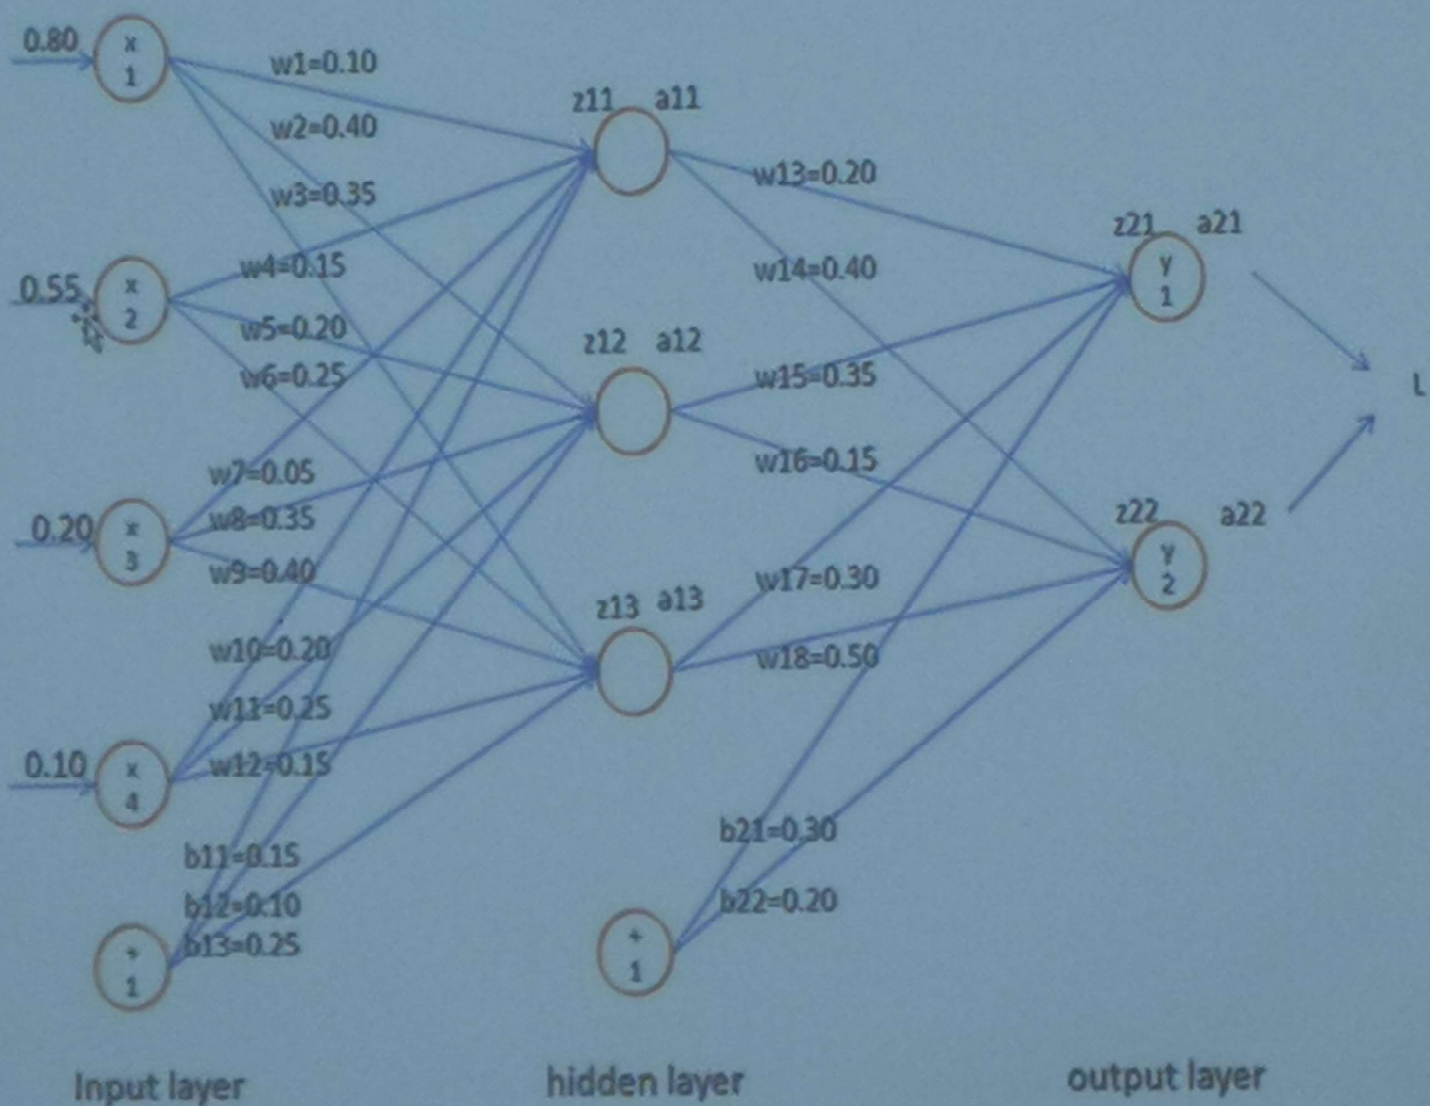 0.80
x
1
w1=0.10
w2=0.40
w3=0.35
z11 a11
w13=0.20
z21 a21
y
1
0.55
x
2
w4=0.15
w5=0.20
w6=0.25
w14=0.40
z12 a12
w15=0.35
L
w16=0.15
0.20
x
3
w7=0.05
w8=0.35
w9=0.40
z22 a22
y
2
z13 a13
w17=0.30
w18=0.50
0.10
x
4
w10=0.20
w11=0.25
w12=0.15
b11=0.15
b12=0.10
b13=0.25
+
1
b21=0.30
b22=0.20
+
1
Input layer
hidden layer
output layer